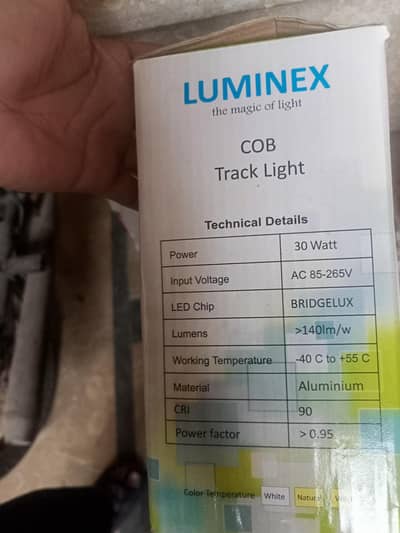 LUMINEX
the magic of light
COB
Track Light
Technical Details
Power 30 Watt
Input Voltage AC 85-265V
LED Chip BRIDGELUX
Lumens >140lm/w
Working Temperature -40 C to +55 C
Material Aluminium
CRI 90
Power factor > 0.95
Color Temperature White